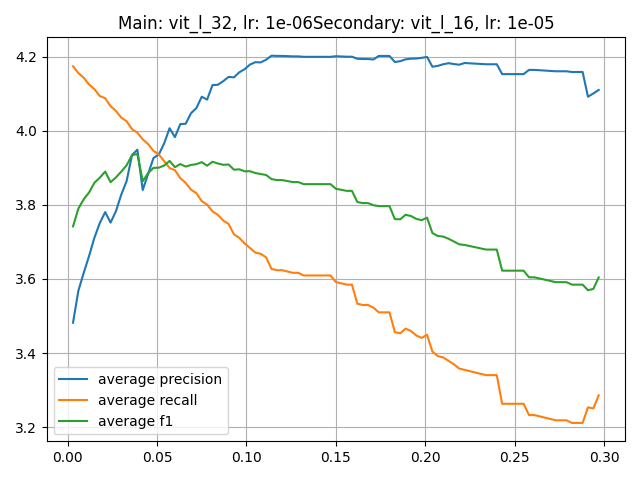 Main: vit_l_32, lr: 1e-06Secondary: vit_l_16, lr: 1e-05
4.2
4.0
3.8
3.6
3.4
3.2
average precision
average recall
average f1
0.00 0.05 0.10 0.15 0.20 0.25 0.30